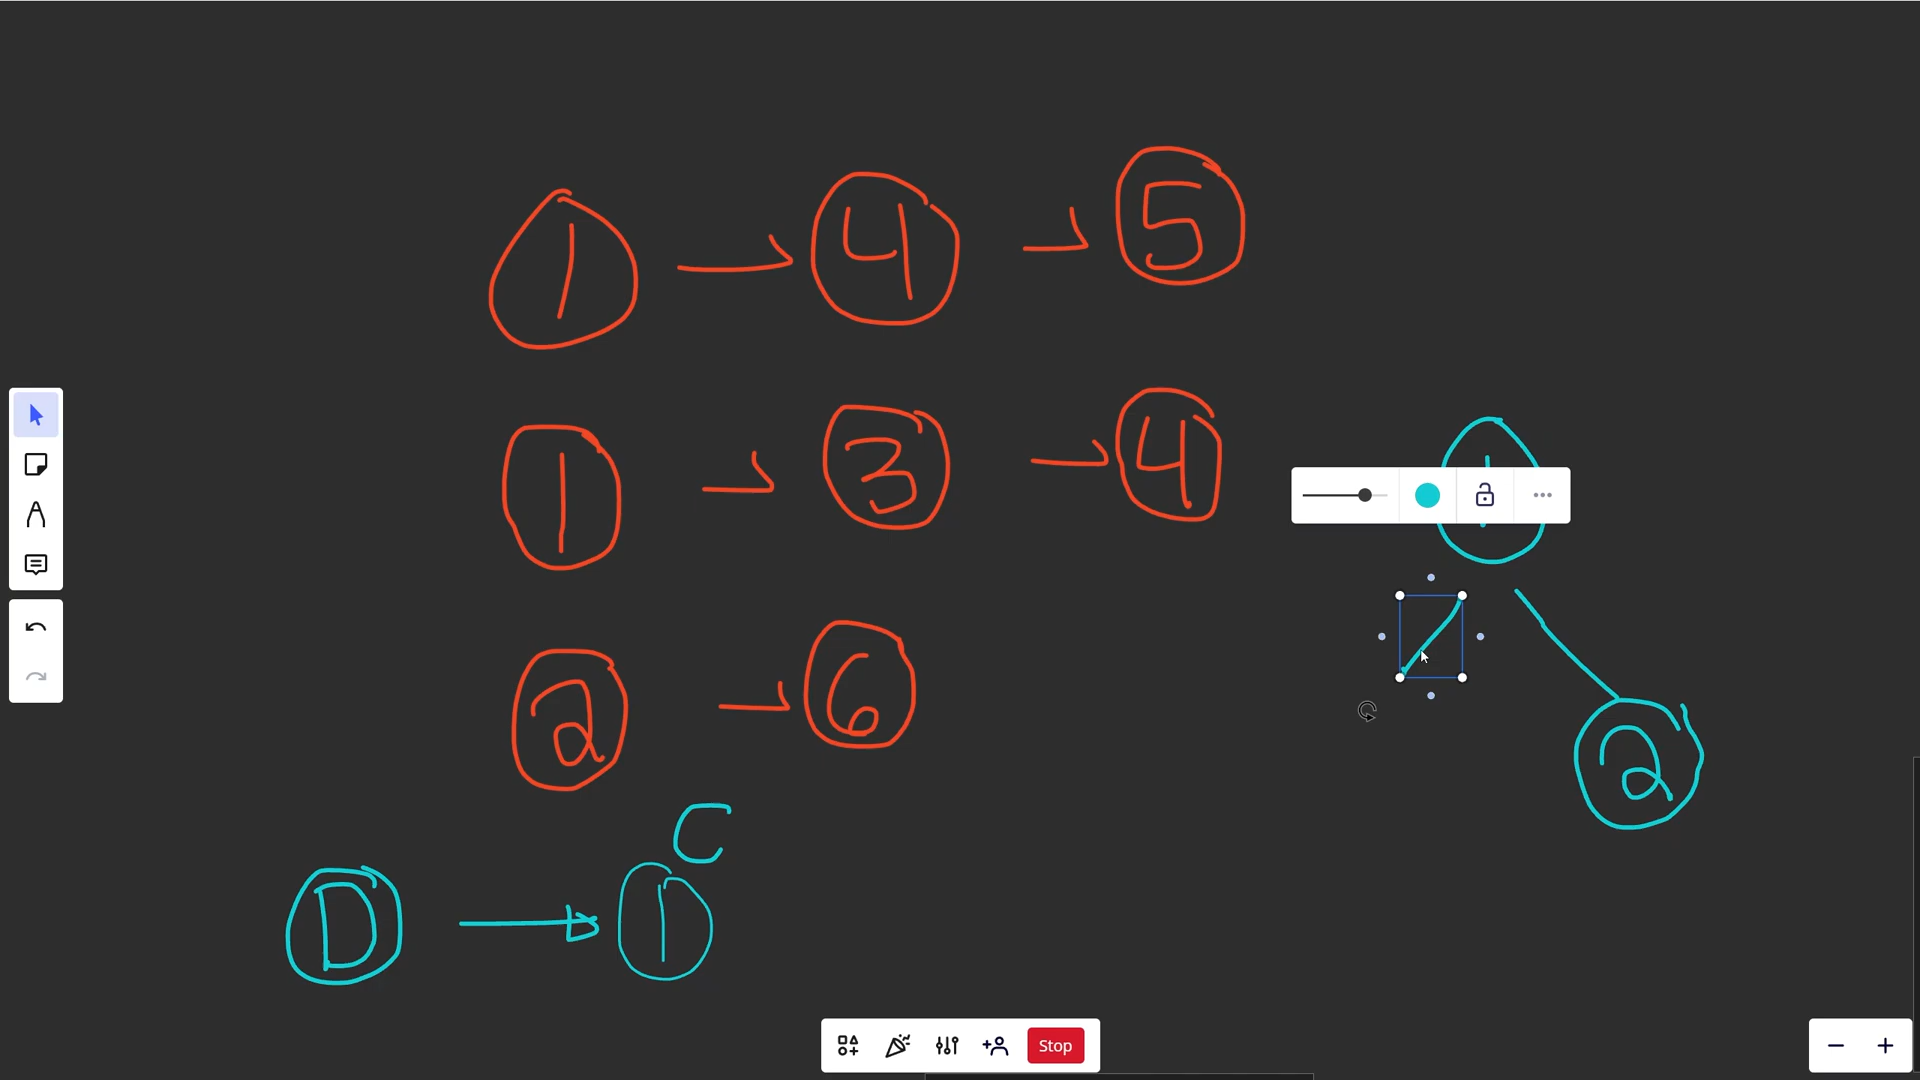 1 → 4 → 5
1 → 3 → 4
2 → 6
2
C
D → 1
Stop